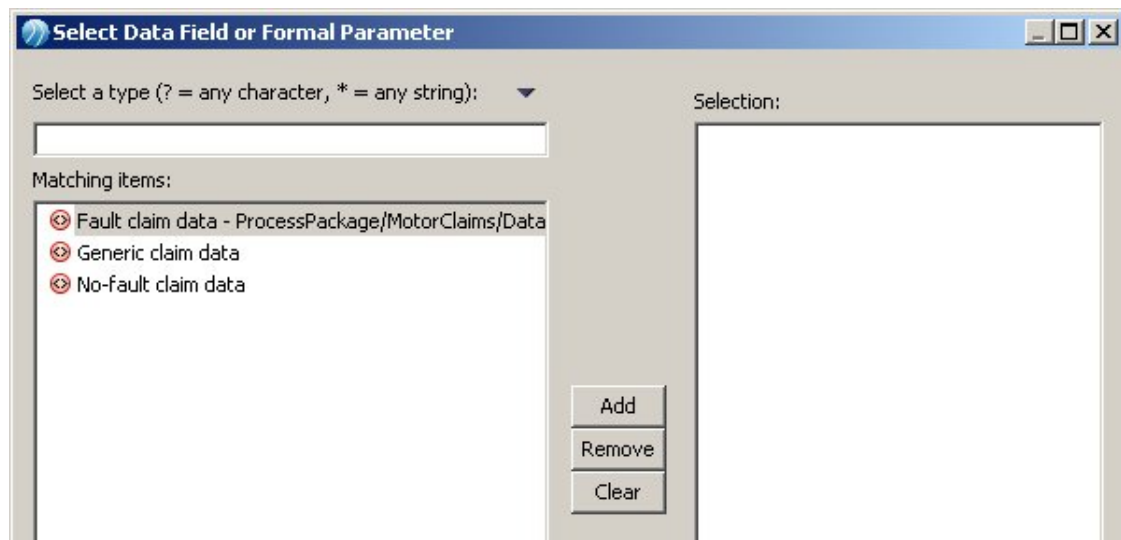 Select Data Field or Formal Parameter
Select a type (? = any character, * = any string):
Selection:
Matching items:
Fault claim data - ProcessPackage/MotorClaims/Data
Generic claim data
No-fault claim data
Add
Remove
Clear